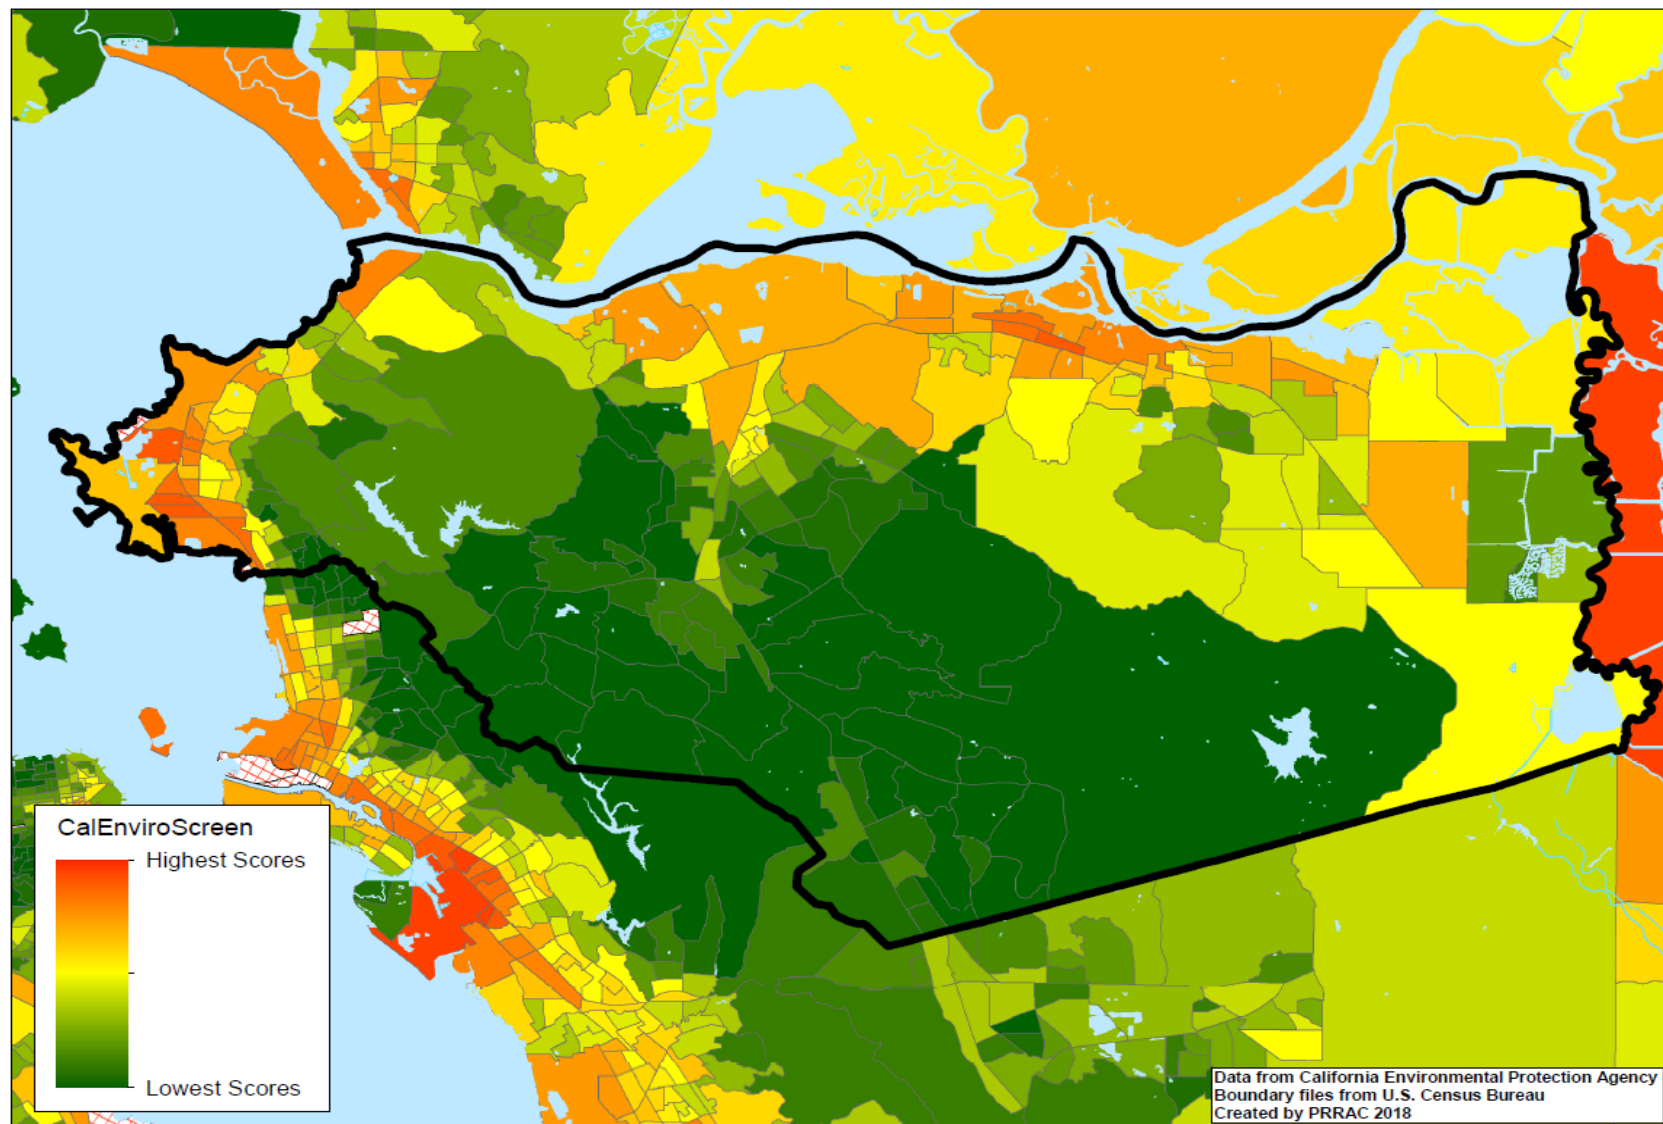 CalEnviroScreen
Highest Scores
Lowest Scores
Data from California Environmental Protection Agency
Boundary files from U.S. Census Bureau
Created by PRRAC 2018